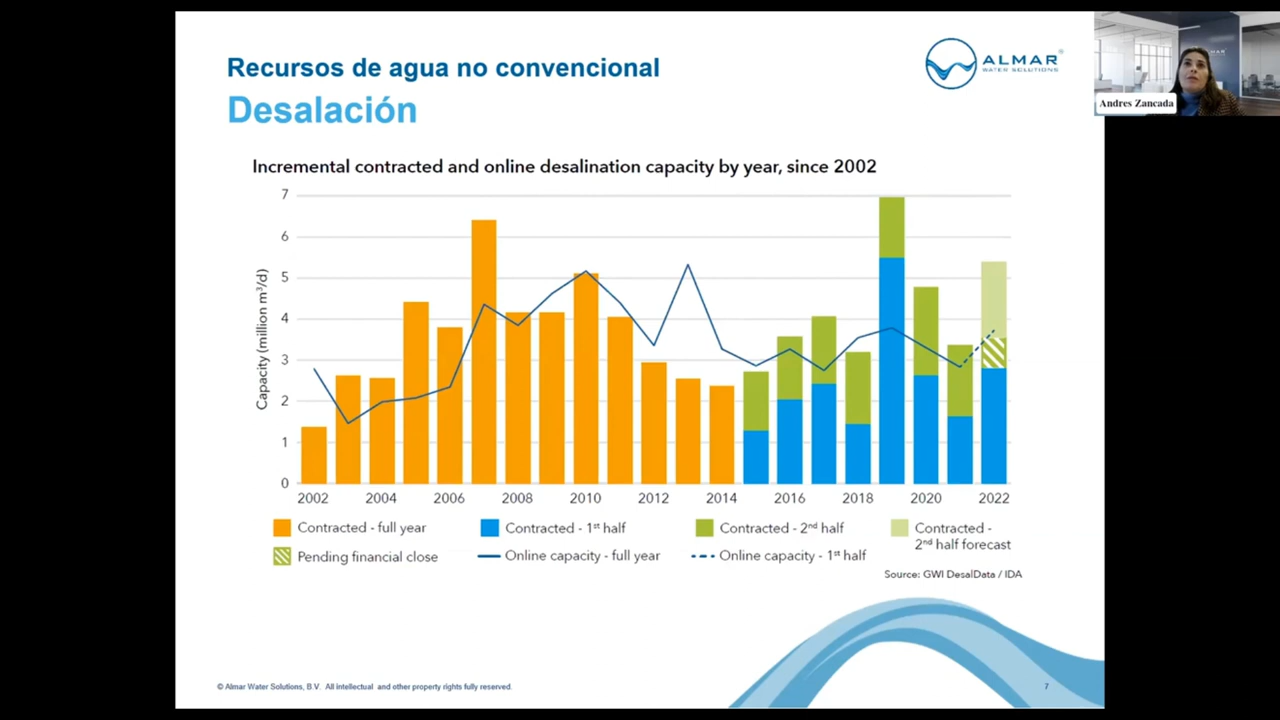 Recursos de agua no convencional
Desalación
ALMAR
WATER SOLUTIONS
Andres Zancada
Incremental contracted and online desalination capacity by year, since 2002
Capacity (million m³/d)
7
6
5
4
3
2
1
0
2002 2004 2006 2008 2010 2012 2014 2016 2018 2020 2022
Contracted - full year
Contracted - 1st half
Contracted - 2nd half
Contracted -
2nd half forecast
Pending financial close
Online capacity - full year
Online capacity - 1st half
Source: GWI DesalData / IDA
© Almar Water Solutions, B.V. All intellectual and other property rights fully reserved.
7